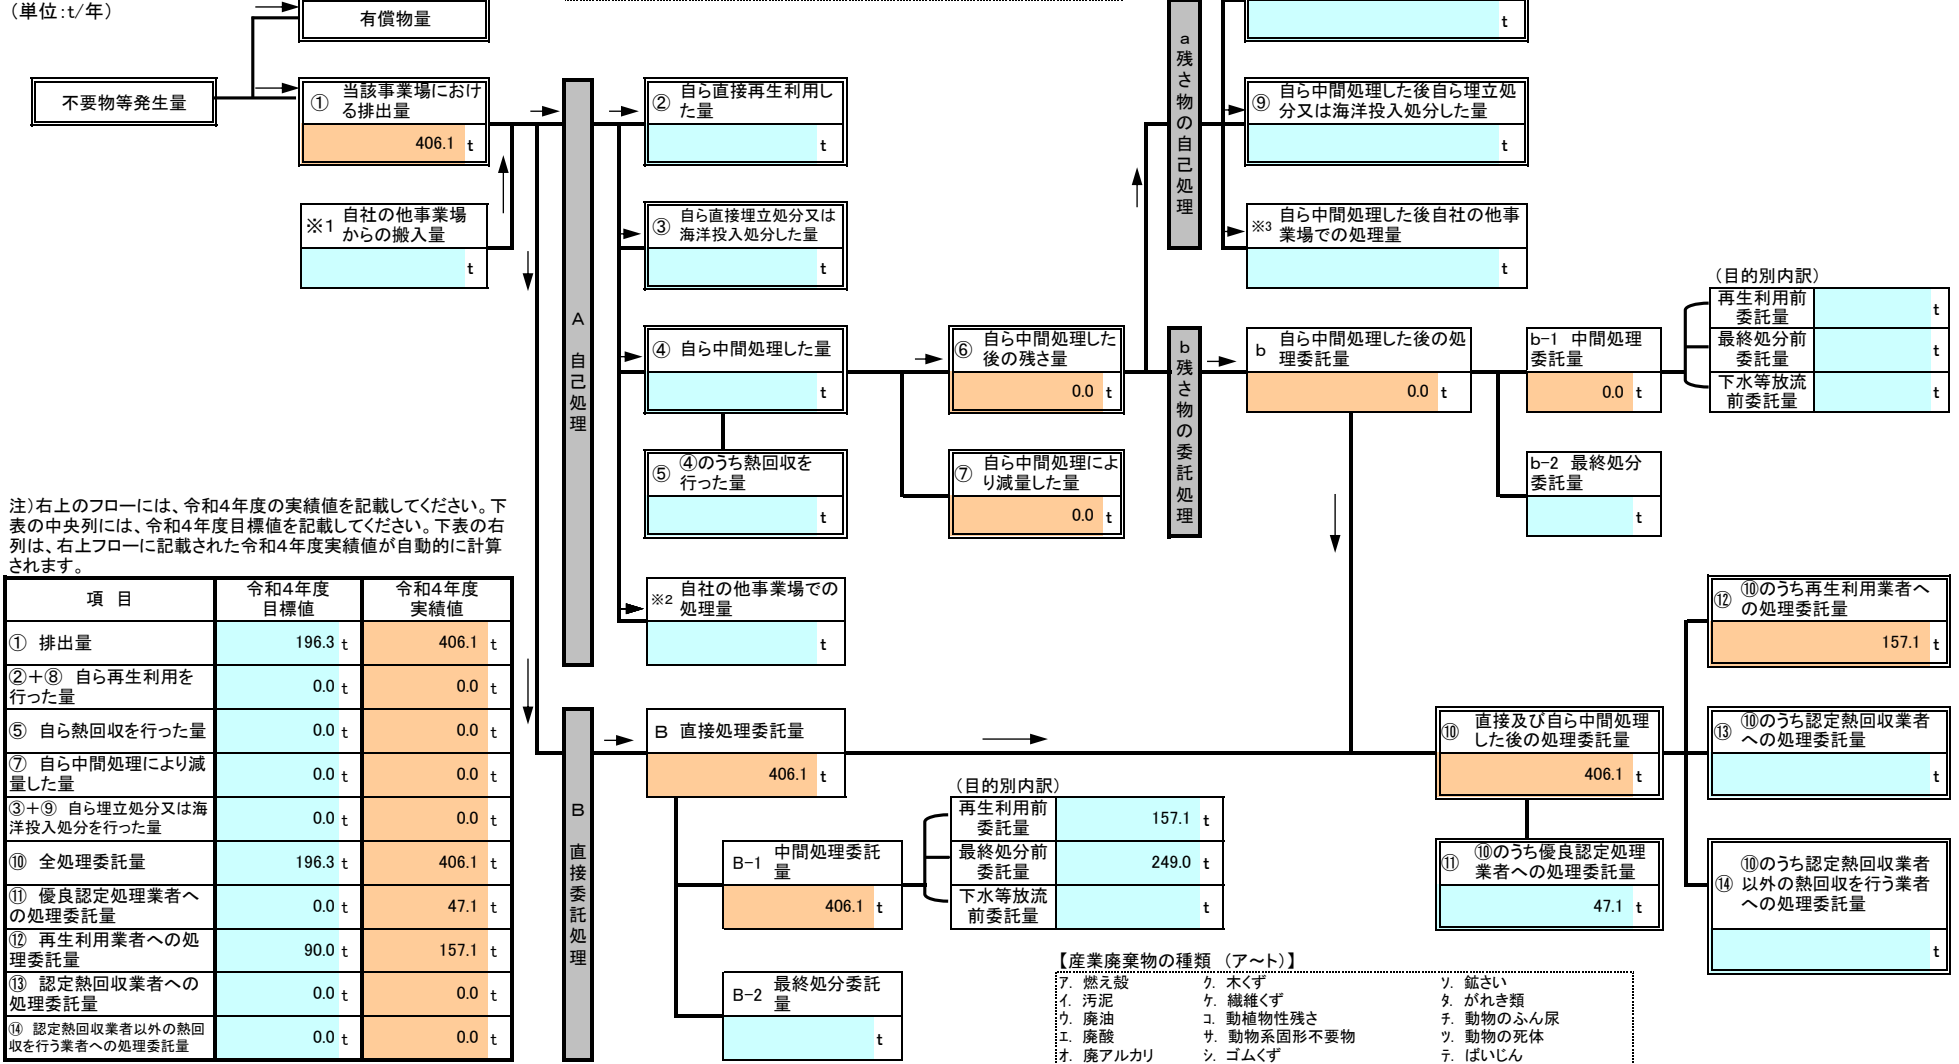 （単位：t/年）
有償物量
不要物等発生量
① 当該事業場におけ
る排出量
406.1 t
※1 自社の他事業場
からの搬入量
t
A 自己処理
② 自ら直接再生利用し
た量
t
③ 自ら直接埋立処分又は
海洋投入処分した量
t
④ 自ら中間処理した量
t
⑤ ④のうち熱回収を
行った量
t
※2 自社の他事業場での
処理量
t
⑥ 自ら中間処理した
後の残さ量
0.0 t
⑦ 自ら中間処理によ
り減量した量
0.0 t
a 残さ物の自己処理
t
⑨ 自ら中間処理した後自ら埋立処
分又は海洋投入処分した量
t
※3 自ら中間処理した後自社の他事
業場での処理量
t
b 残さ物の委託処理
b 自ら中間処理した後の処
理委託量
0.0 t
b-1 中間処理
委託量
0.0 t
（目的別内訳）
再生利用前
委託量
t
最終処分前
委託量
t
下水等放流
前委託量
t
b-2 最終処分
委託量
t
注）右上のフローには、令和4年度の実績値を記載してください。下
表の中央列には、令和4年度目標値を記載してください。下表の右
列は、右上フローに記載された令和4年度実績値が自動的に計算
されます。
項 目 令和4年度
目標値 令和4年度
実績値
① 排出量 196.3 t 406.1 t
②＋⑧ 自ら再生利用を
行った量 0.0 t 0.0 t
⑤ 自ら熱回収を行った量 0.0 t 0.0 t
⑦ 自ら中間処理により減
量した量 0.0 t 0.0 t
③＋⑨ 自ら埋立処分又は海
洋投入処分を行った量 0.0 t 0.0 t
⑩ 全処理委託量 196.3 t 406.1 t
⑪ 優良認定処理業者へ
の処理委託量 0.0 t 47.1 t
⑫ 再生利用業者への処
理委託量 90.0 t 157.1 t
⑬ 認定熱回収業者への
処理委託量 0.0 t 0.0 t
⑭ 認定熱回収業者以外の熱回
収を行う業者への処理委託量 0.0 t 0.0 t
B 直接委託処理
B 直接処理委託量
406.1 t
B-1 中間処理委託
量
406.1 t
（目的別内訳）
再生利用前
委託量
157.1 t
最終処分前
委託量
249.0 t
下水等放流
前委託量
t
B-2 最終処分委託
量
t
⑩ 直接及び自ら中間処理
した後の処理委託量
406.1 t
⑪ ⑩のうち優良認定処理
業者への処理委託量
47.1 t
⑫ ⑩のうち再生利用業者へ
の処理委託量
157.1 t
⑬ ⑩のうち認定熱回収業者
への処理委託量
t
⑭ ⑩のうち認定熱回収業者
以外の熱回収を行う業者
への処理委託量
t
【産業廃棄物の種類 （ア～ト）】
ア. 燃え殻 ク. 木くず ソ. 鉱さい
イ. 汚泥 ケ. 繊維くず タ. がれき類
ウ. 廃油 コ. 動植物性残さ チ. 動物のふん尿
エ. 廃酸 サ. 動物系固形不要物 ツ. 動物の死体
オ. 廃アルカリ シ. ゴムくず テ. ばいじん